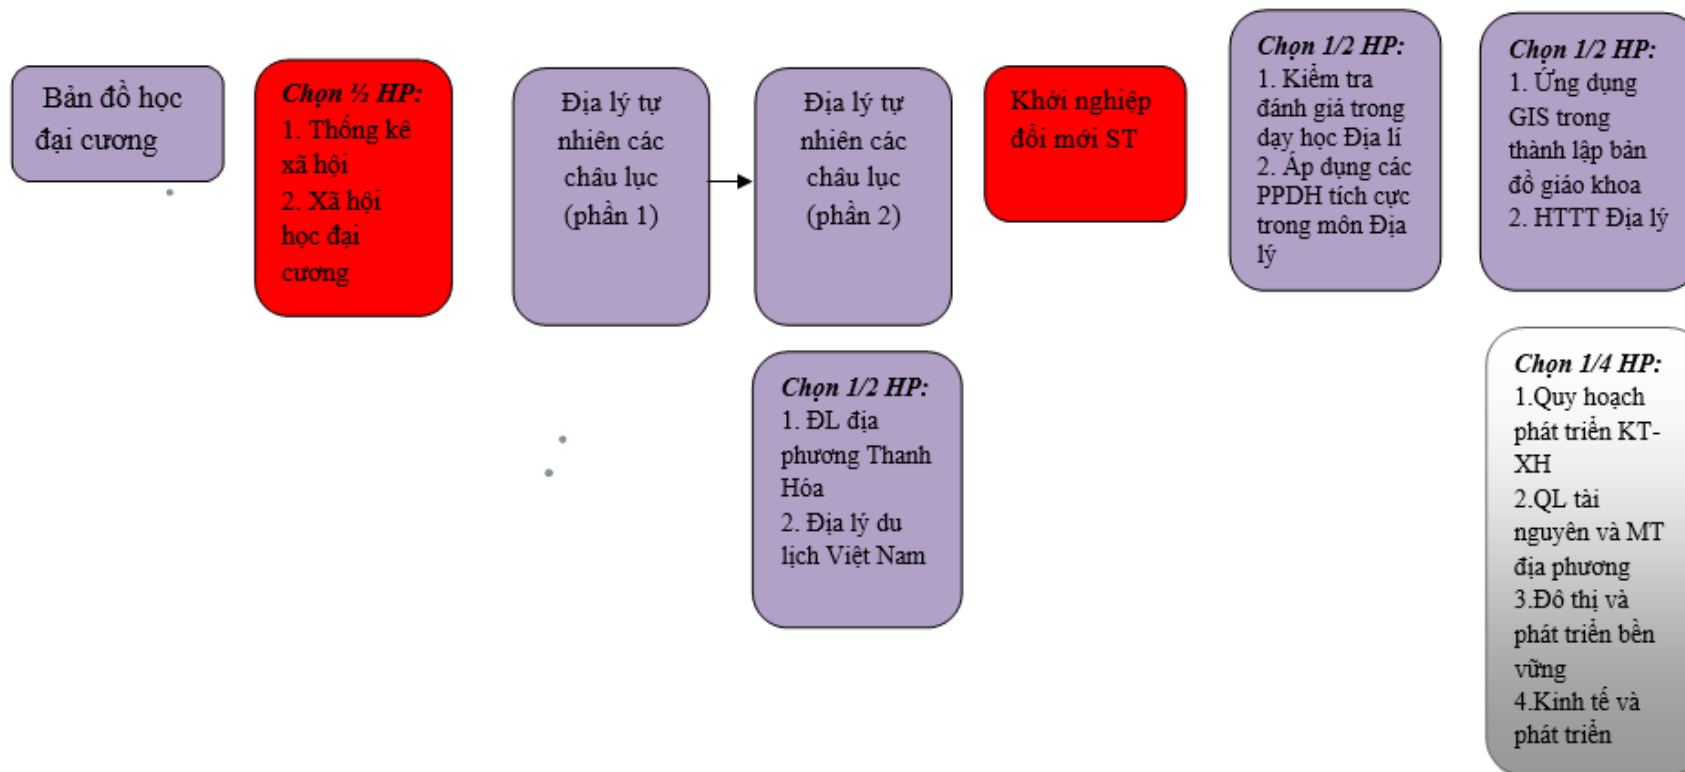 Bản đồ học
đại cương
Chọn ½ HP:
1. Thống kê
xã hội
2. Xã hội
học đại
cương
Địa lý tự
nhiên các
châu lục
(phần 1)
Địa lý tự
nhiên các
châu lục
(phần 2)
Khởi nghiệp
đổi mới ST
Chọn 1/2 HP:
1. Kiểm tra
đánh giá trong
dạy học Địa lí
2. Áp dụng các
PPDH tích cực
trong môn Địa
lý
Chọn 1/2 HP:
1. Ứng dụng
GIS trong
thành lập bản
đồ giáo khoa
2. HTTT Địa lý
Chọn 1/2 HP:
1. ĐL địa
phương Thanh
Hóa
2. Địa lý du
lịch Việt Nam
Chọn 1/4 HP:
1.Quy hoạch
phát triển KT-
XH
2.QL tài
nguyên và MT
địa phương
3.Đô thị và
phát triển bền
vững
4.Kinh tế và
phát triển